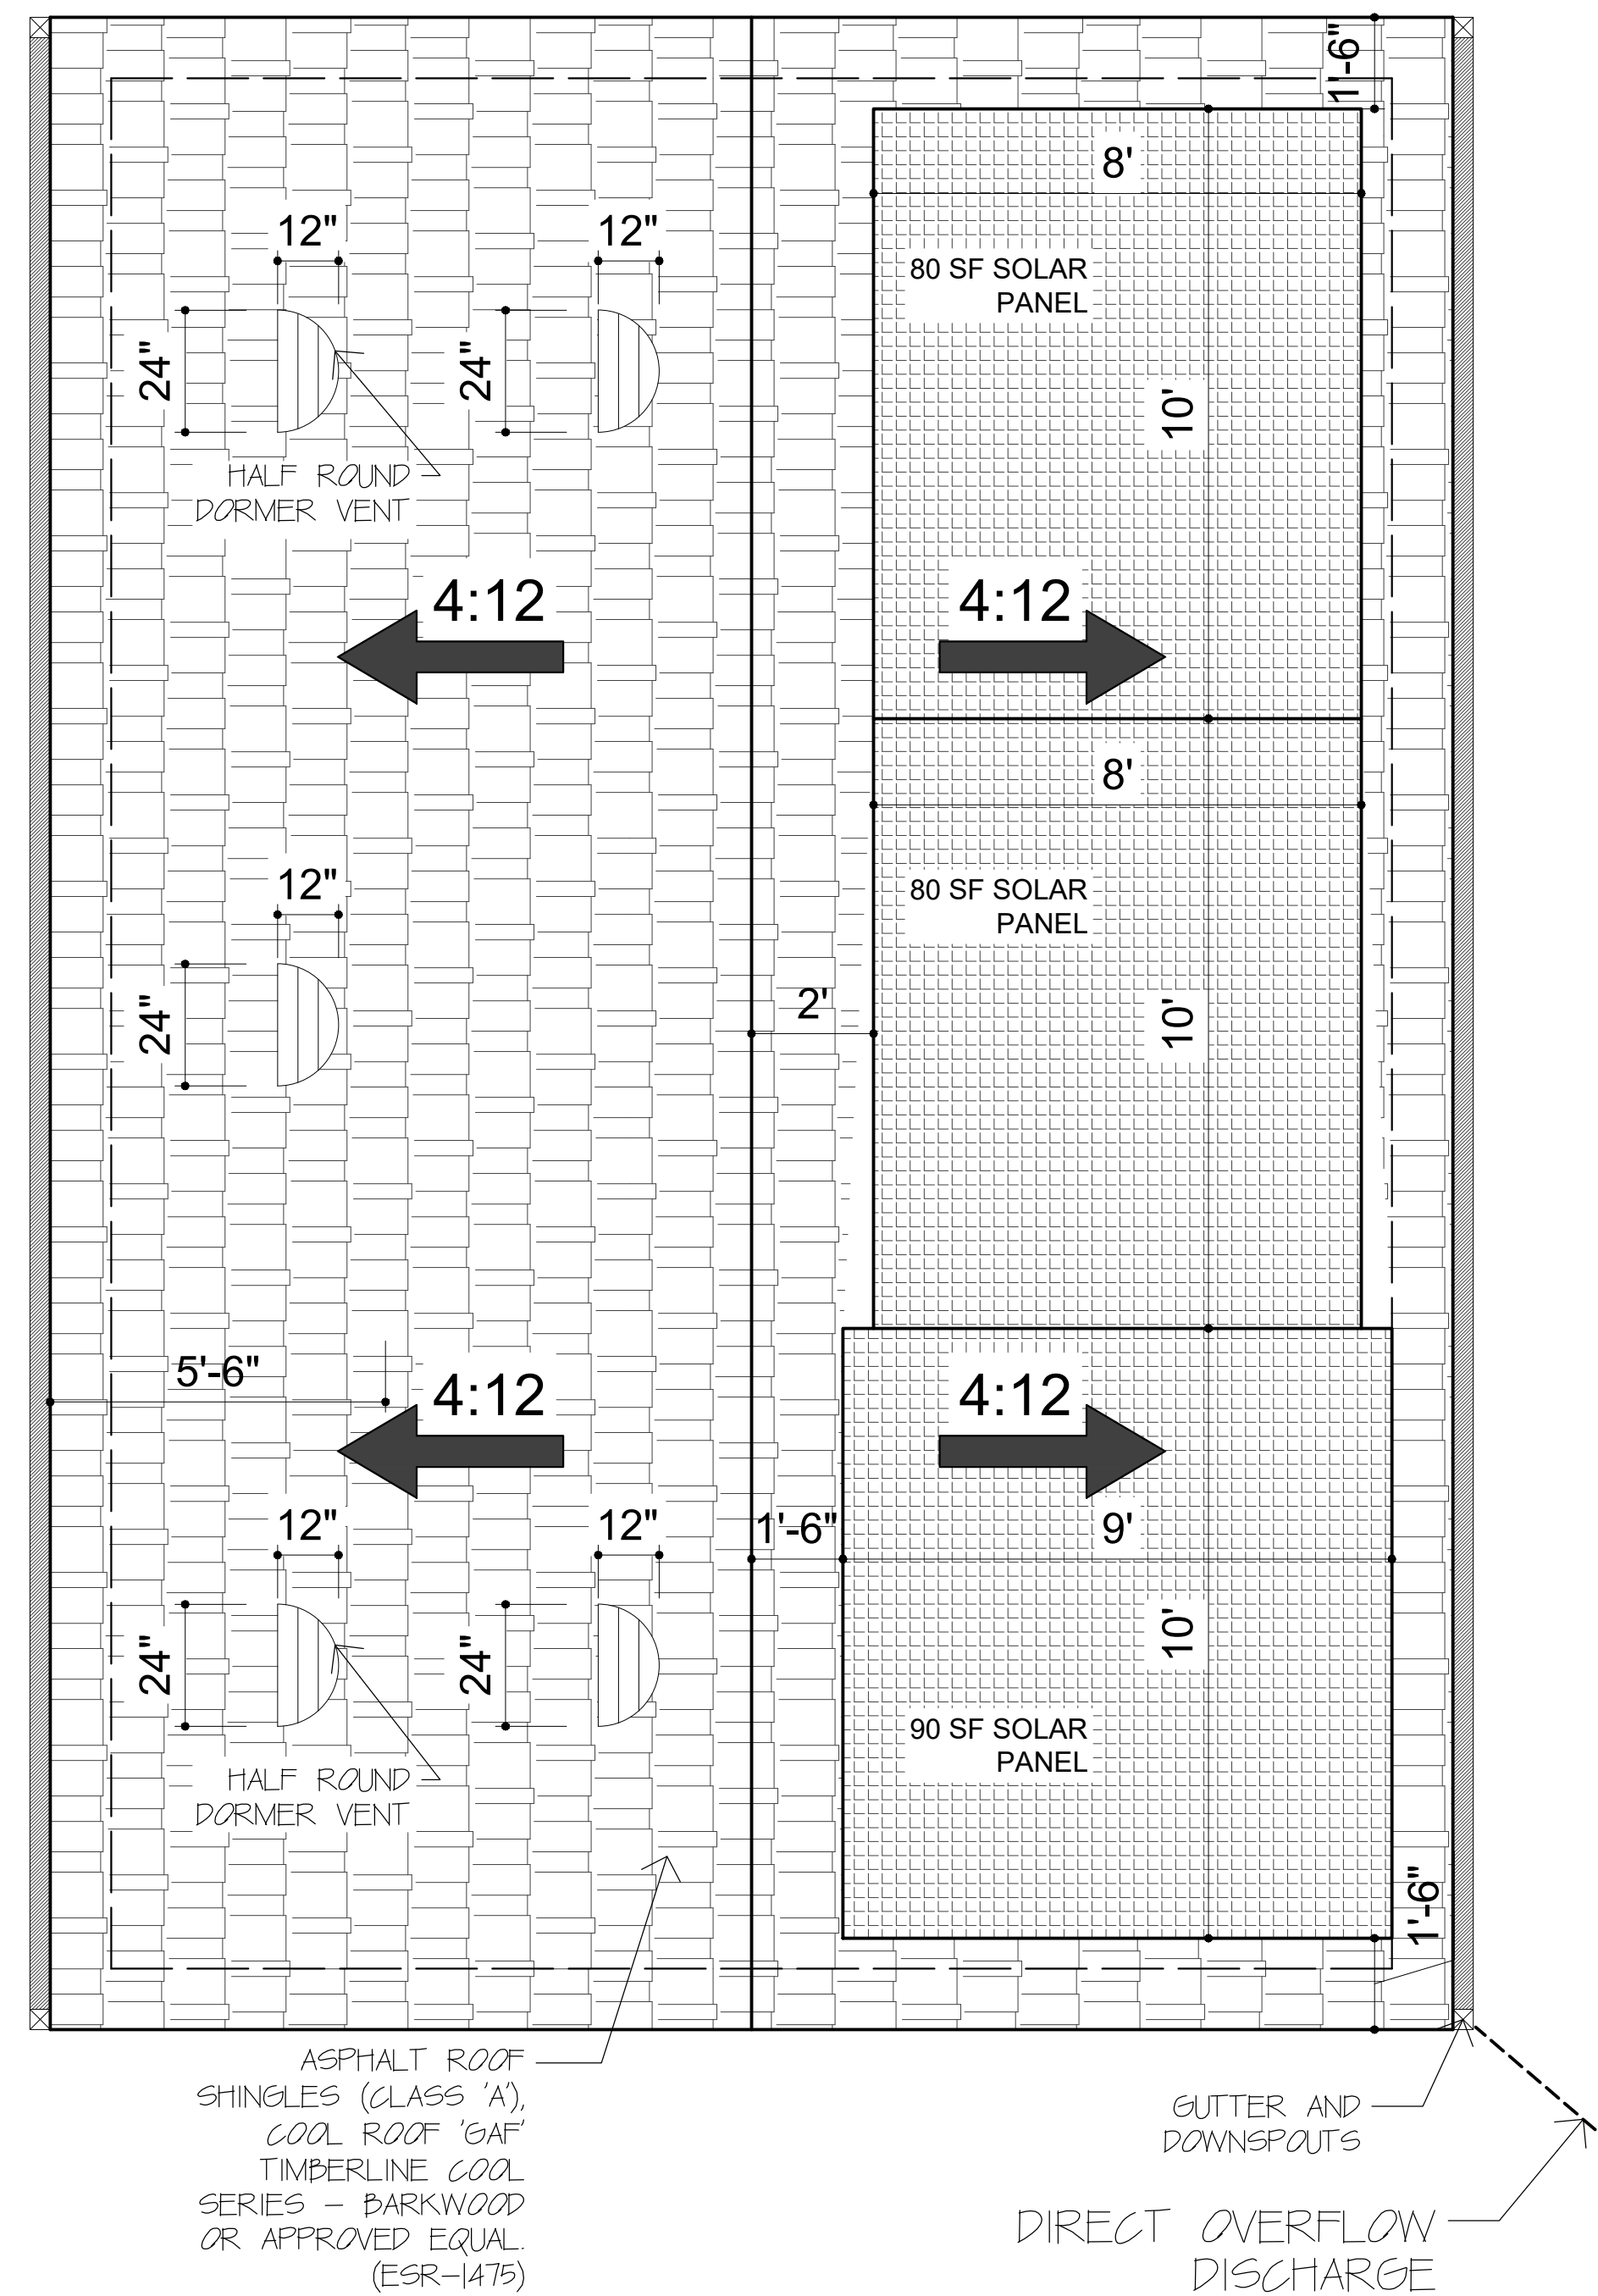 1'-6"
8'
12"
12"
80 SF SOLAR
PANEL
24"
24"
10'
HALF ROUND
DORMER VENT
4:12
4:12
8'
12"
80 SF SOLAR
PANEL
2'
24"
10'
5'-6"
4:12
4:12
12"
12"
1'-6"
9'
24"
24"
10'
90 SF SOLAR
PANEL
HALF ROUND
DORMER VENT
1'-6"
ASPHALT ROOF
SHINGLES (CLASS 'A'),
COOL ROOF 'GAF'
TIMBERLINE COOL
SERIES – BARKWOOD
OR APPROVED EQUAL.
(ESR–1475)
GUTTER AND
DOWNSPOUTS
DIRECT OVERFLOW
DISCHARGE